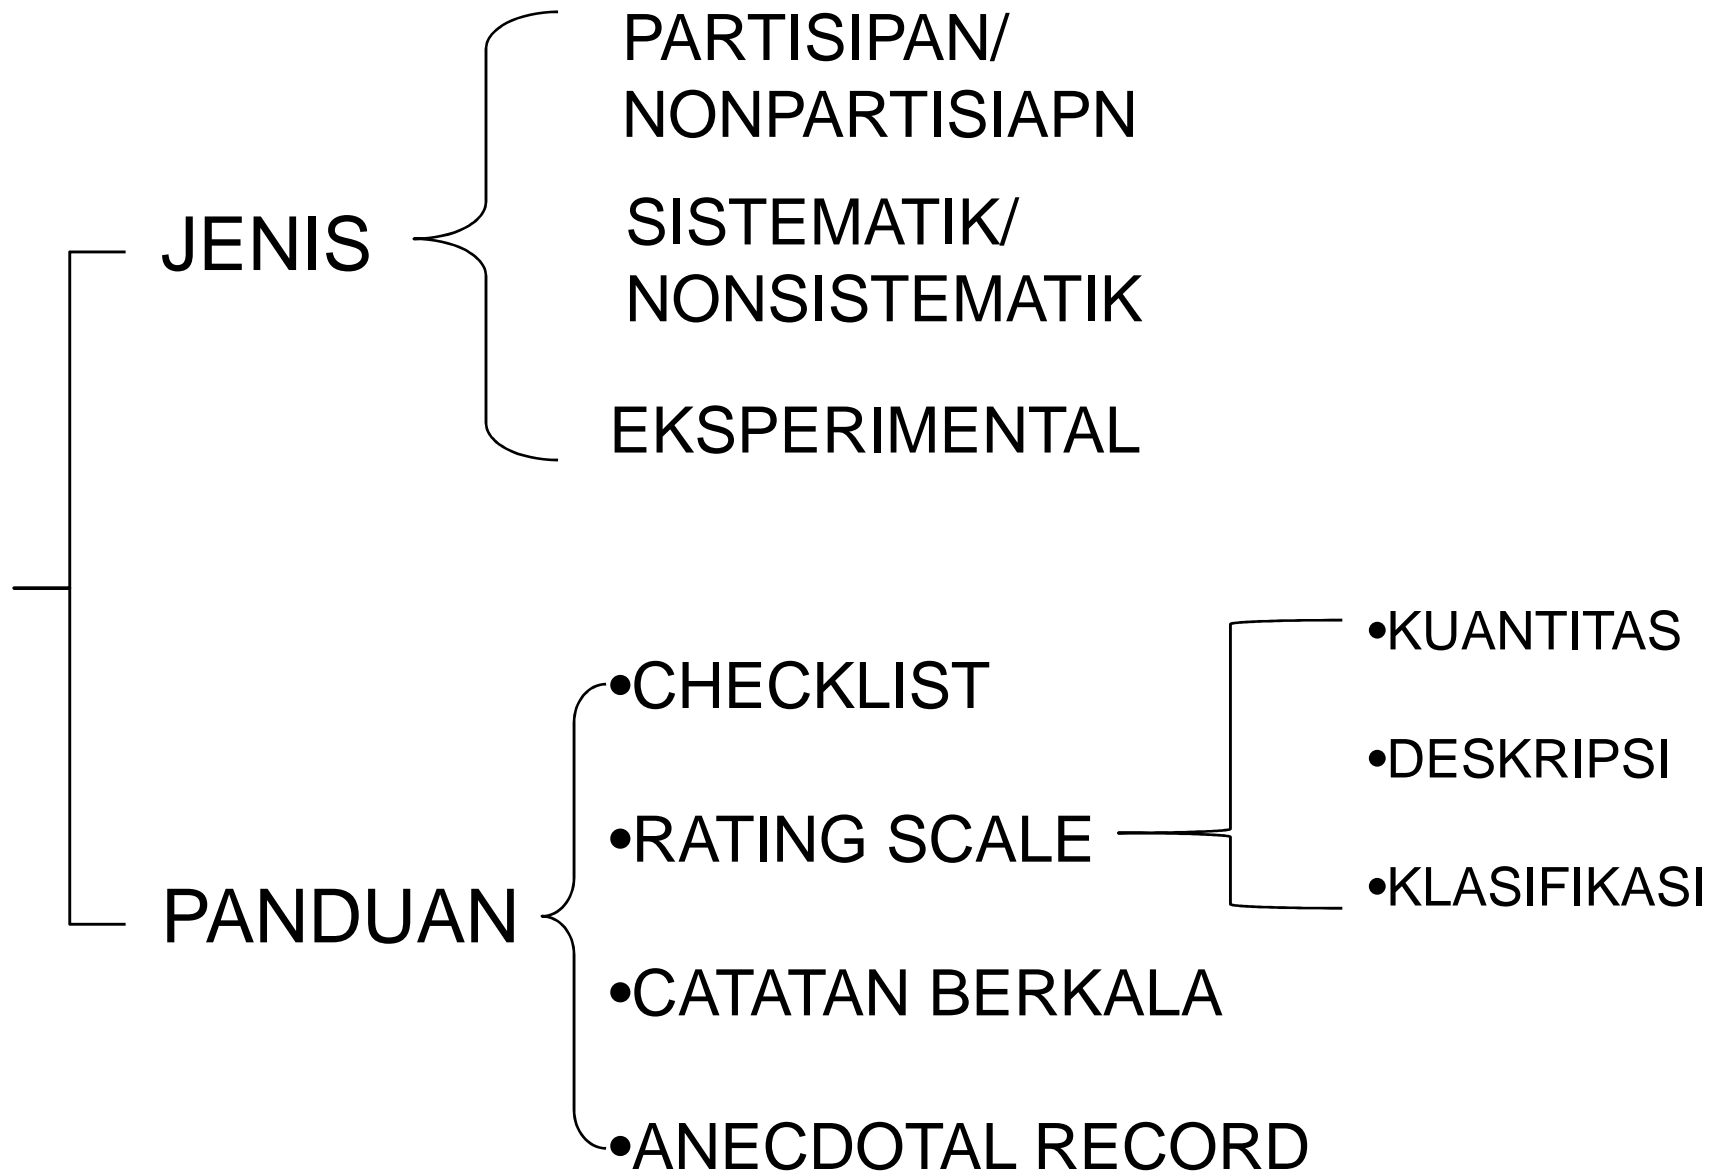 JENIS
PARTISIPAN/
NONPARTISIAPN
SISTEMATIK/
NONSISTEMATIK
EKSPERIMENTAL
PANDUAN
•CHECKLIST
•RATING SCALE
•KUANTITAS
•DESKRIPSI
•KLASIFIKASI
•CATATAN BERKALA
•ANECDOTAL RECORD